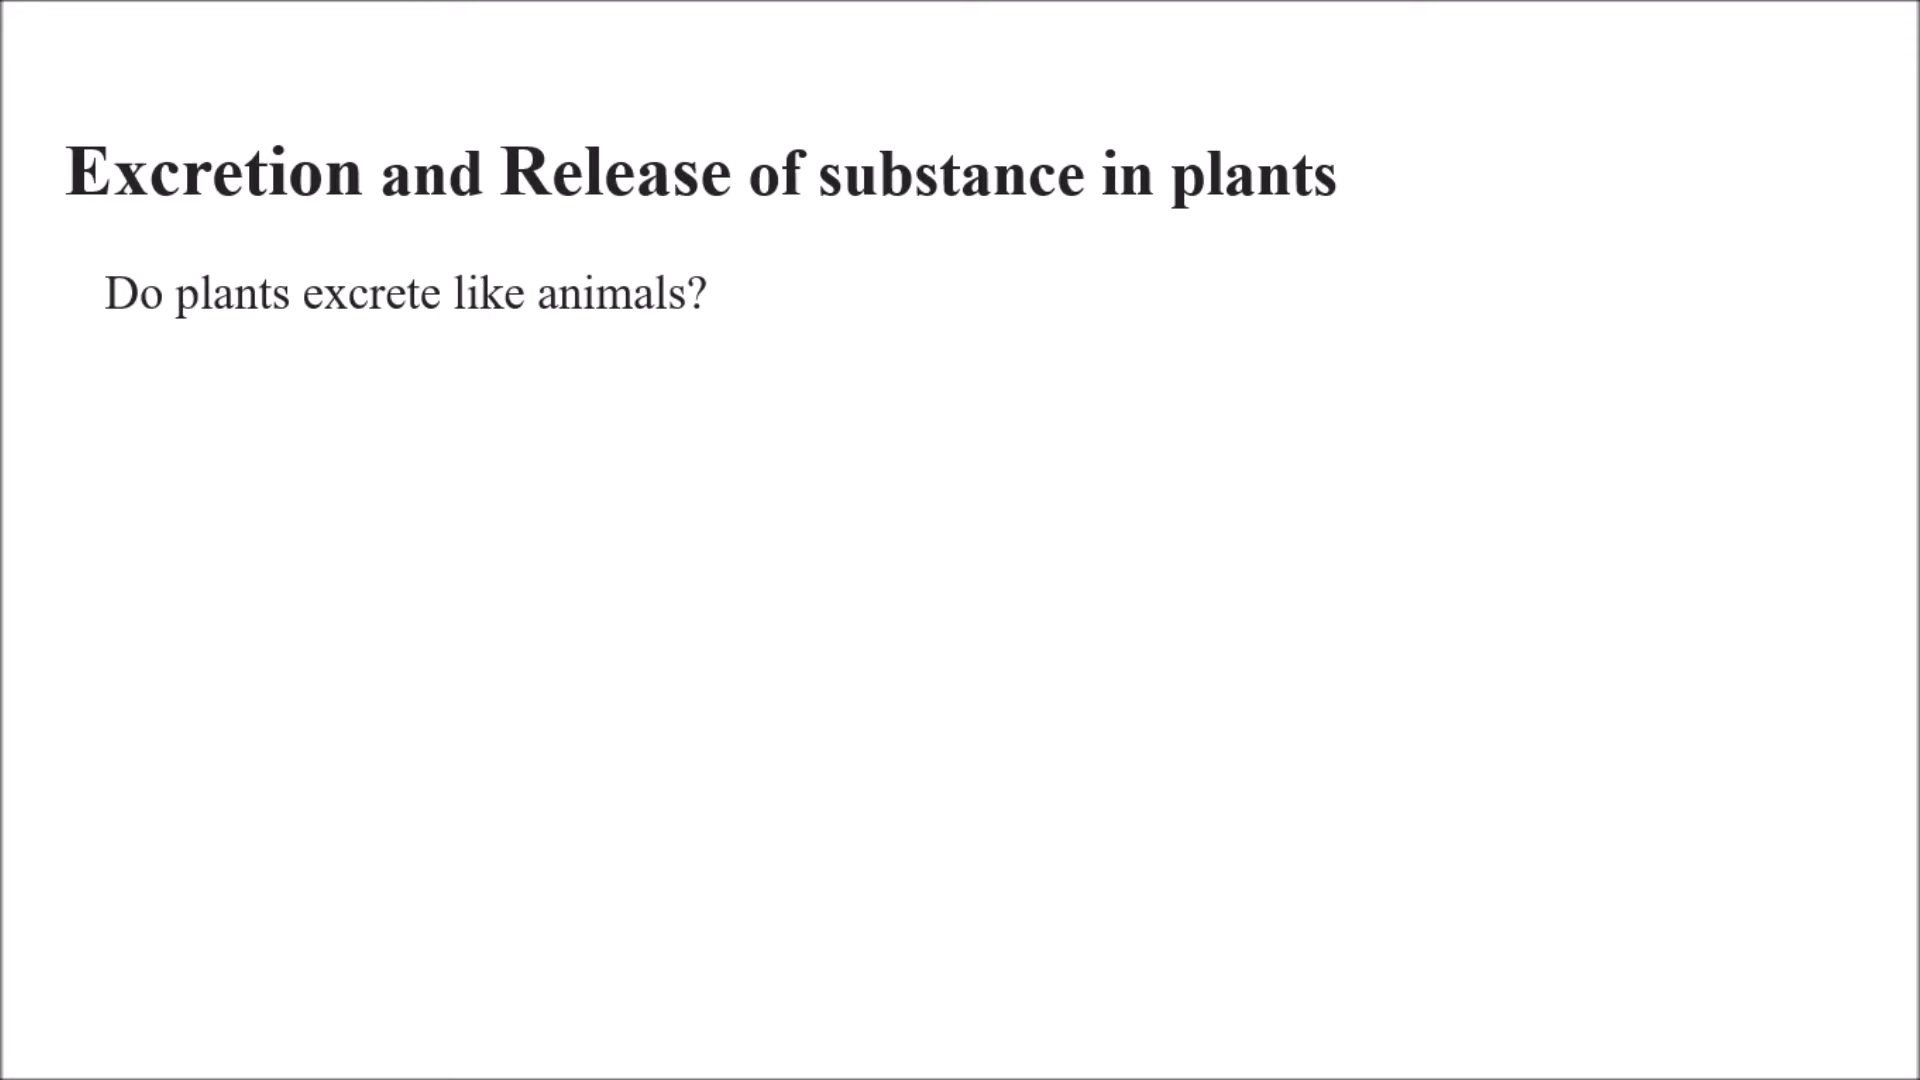 Excretion and Release of substance in plants
Do plants excrete like animals?